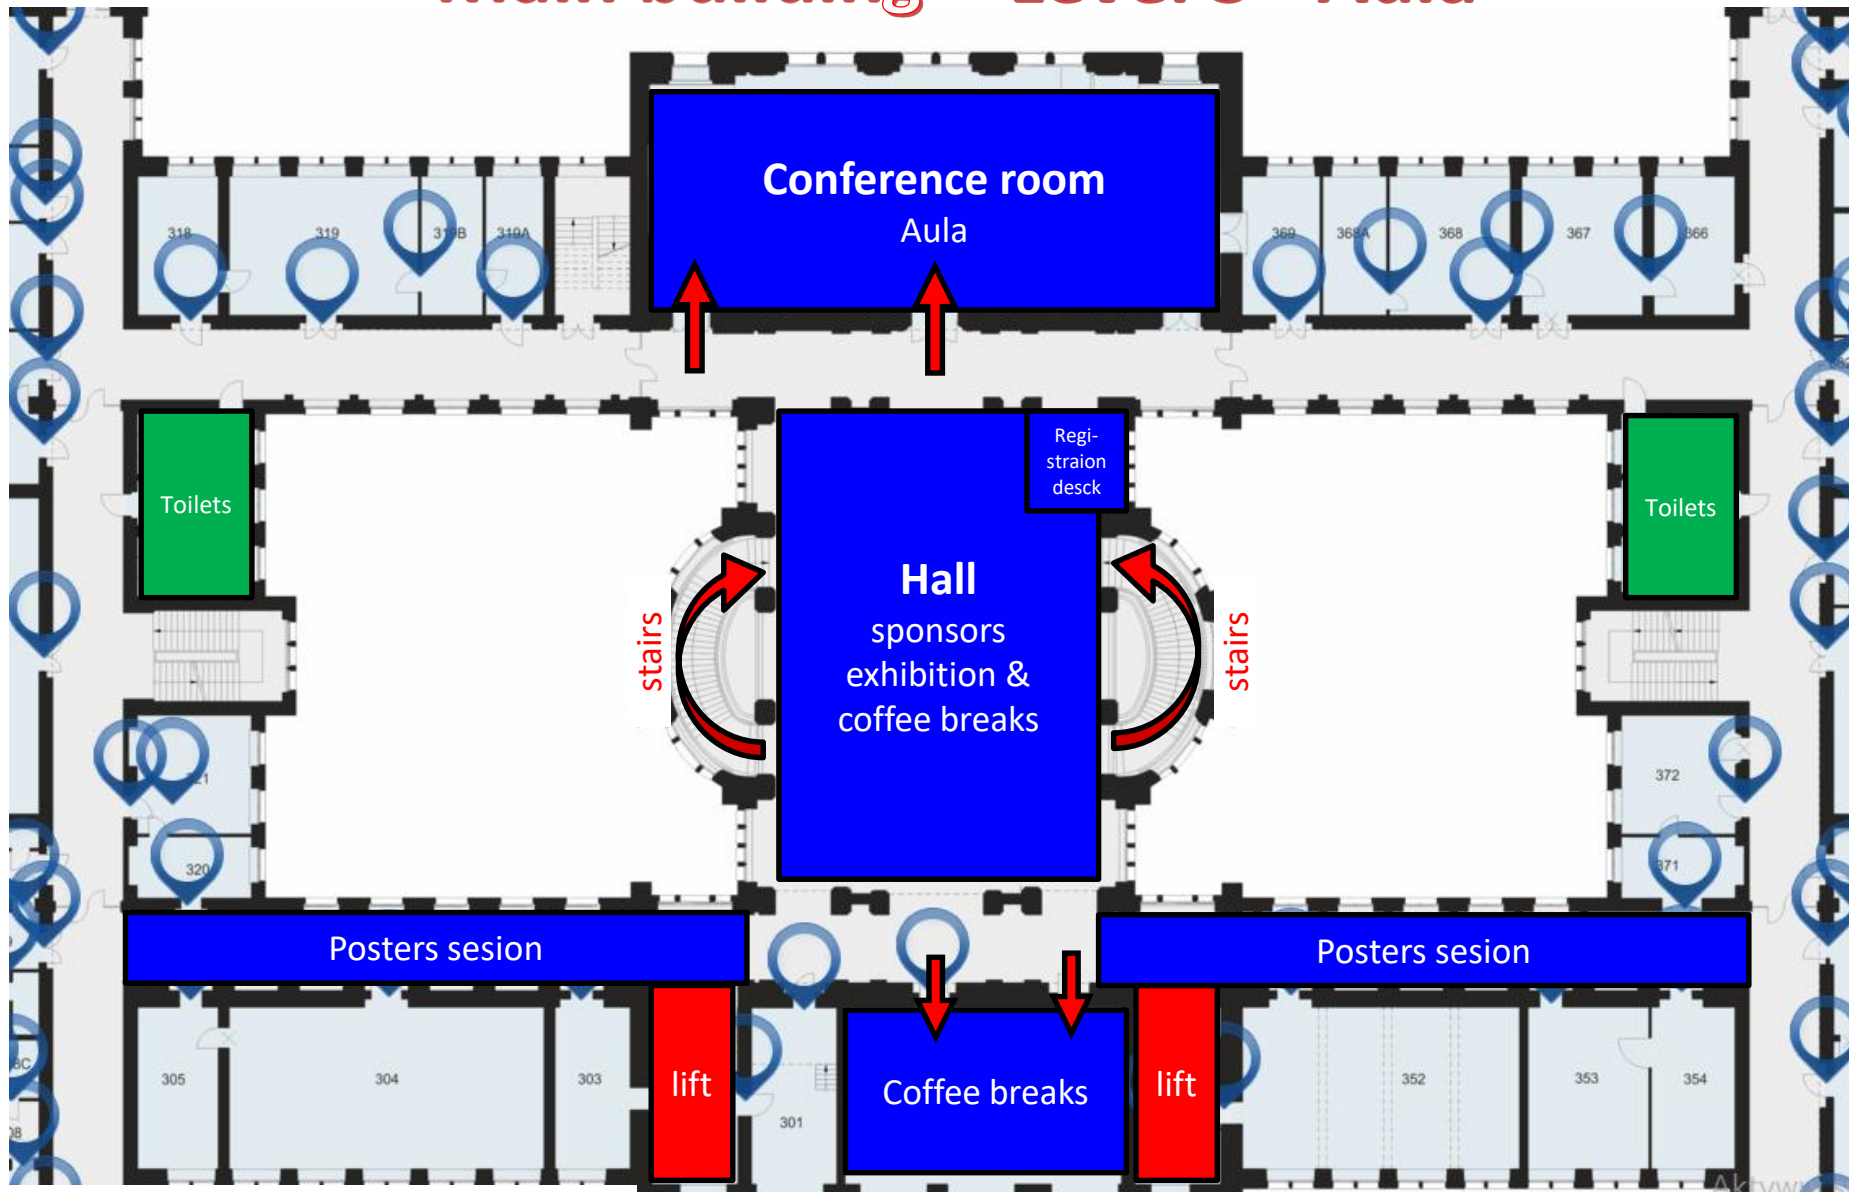 Conference room
Aula
318
319
319B
319A
369
368A
368
367
366
Regi-
straion
desck
Toilets
Toilets
Hall
sponsors
exhibition &
coffee breaks
stairs
stairs
372
320
371
Posters sesion
Posters sesion
305
304
303
lift
301
Coffee breaks
lift
352
353
354